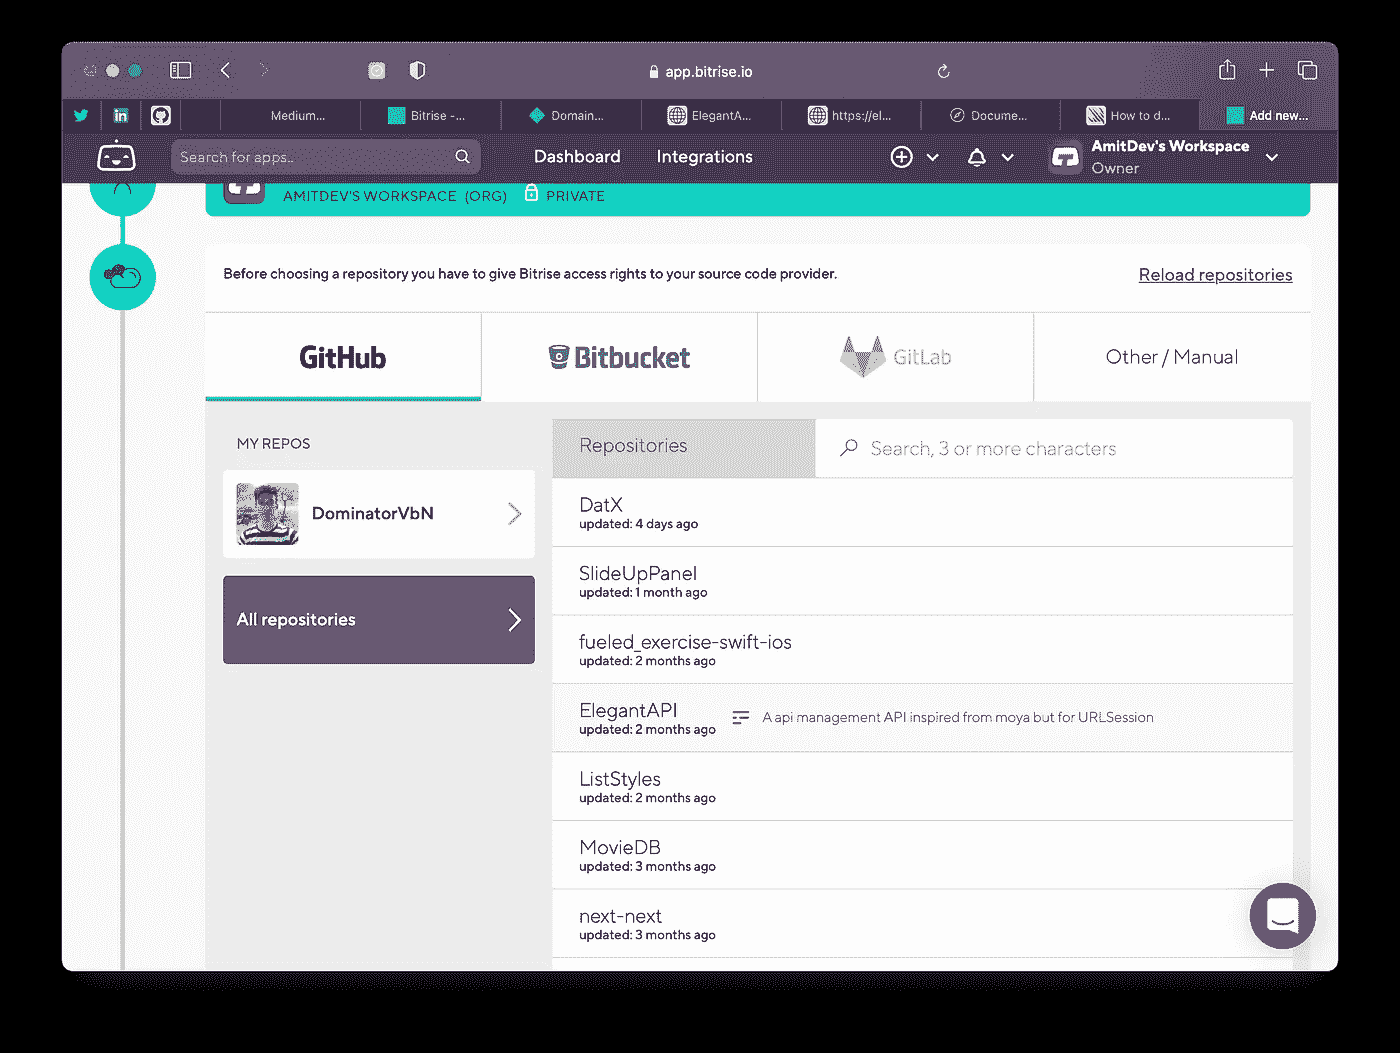 app.bitrise.io
Medium...
Bitrise -...
Domain...
ElegantA...
https://el...
Docume...
How to d...
Add new...
Search for apps..
Dashboard
Integrations
AmitDev's Workspace
Owner
AMITDEV'S WORKSPACE (ORG)
PRIVATE
Before choosing a repository you have to give Bitrise access rights to your source code provider.
Reload repositories
GitHub
Bitbucket
GitLab
Other / Manual
MY REPOS
DominatorVbN
All repositories
Repositories
Search, 3 or more characters
DatX
updated: 4 days ago
SlideUpPanel
updated: 1 month ago
fueled_exercise-swift-ios
updated: 2 months ago
ElegantAPI
updated: 2 months ago
A api management API inspired from moya but for URLSession
ListStyles
updated: 2 months ago
MovieDB
updated: 3 months ago
next-next
updated: 3 months ago